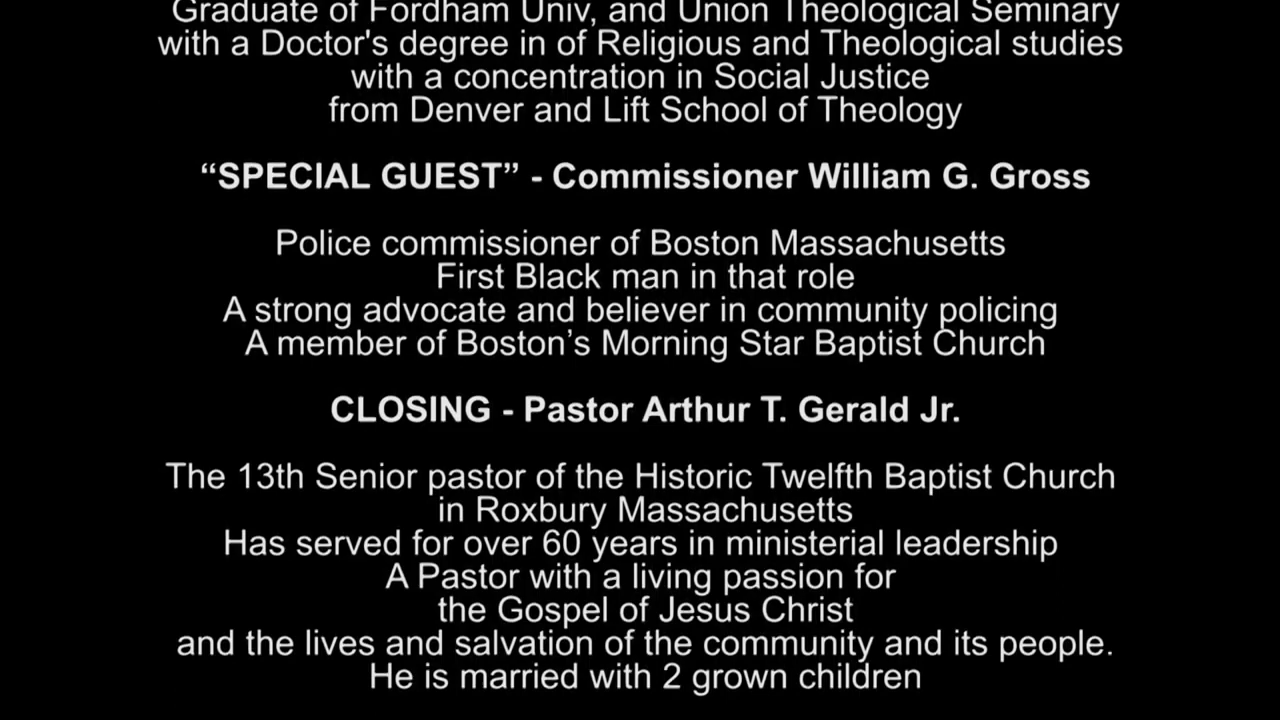 Graduate of Fordham Univ, and Union Theological Seminary
with a Doctor's degree in of Religious and Theological studies
with a concentration in Social Justice
from Denver and Lift School of Theology
“SPECIAL GUEST” - Commissioner William G. Gross
Police commissioner of Boston Massachusetts
First Black man in that role
A strong advocate and believer in community policing
A member of Boston’s Morning Star Baptist Church
CLOSING - Pastor Arthur T. Gerald Jr.
The 13th Senior pastor of the Historic Twelfth Baptist Church
in Roxbury Massachusetts
Has served for over 60 years in ministerial leadership
A Pastor with a living passion for
the Gospel of Jesus Christ
and the lives and salvation of the community and its people.
He is married with 2 grown children